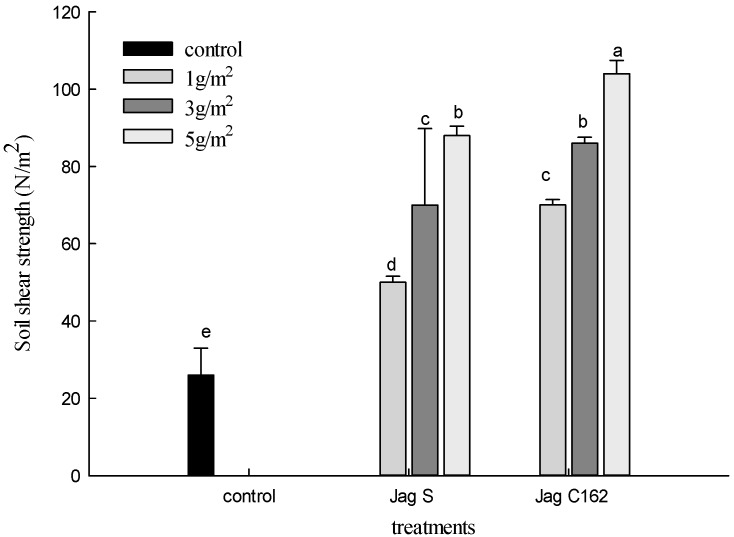 120
100
80
60
40
20
0
Soil shear strength (N/m²)
control
1g/m²
3g/m²
5g/m²
e
d
c
b
c
b
a
control
Jag S
Jag C162
treatments